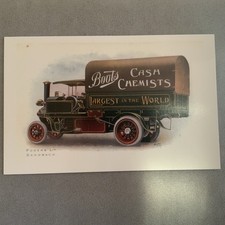 Boots
CASH
CHEMISTS
LARGEST IN THE WORLD